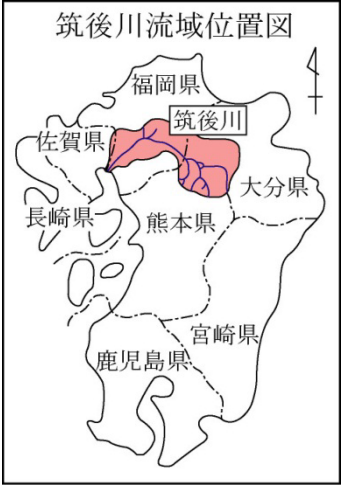 筑後川流域位置図
福岡県
筑後川
佐賀県
大分県
長崎県
熊本県
宮崎県
鹿児島県